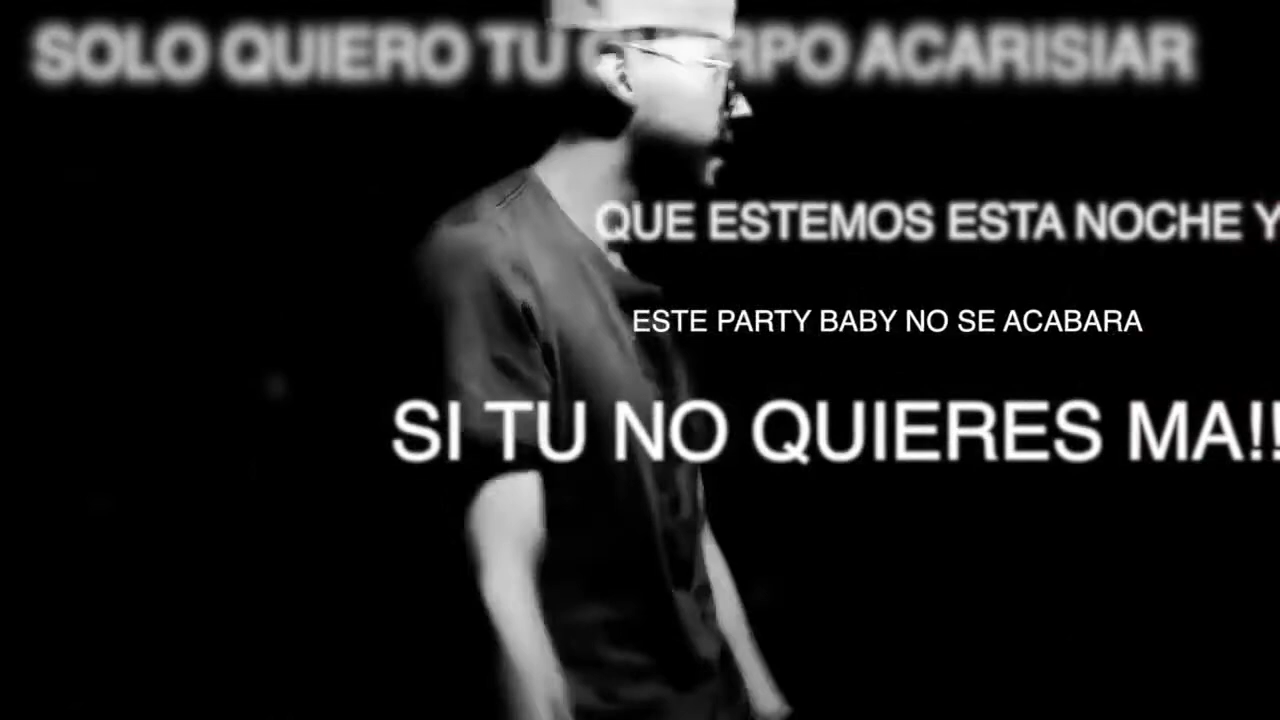 SOLO QUIERO TU CUERPO ACARISIAR
QUE ESTEMOS ESTA NOCHE Y
ESTE PARTY BABY NO SE ACABARA
SI TU NO QUIERES MA!!